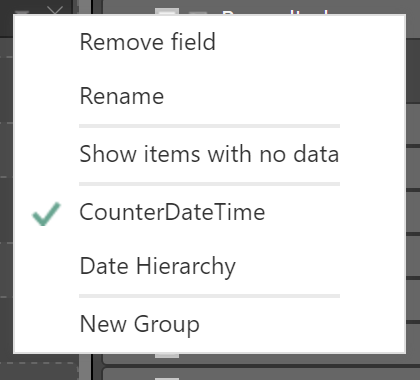 Remove field
Rename
Show items with no data
CounterDateTime
Date Hierarchy
New Group